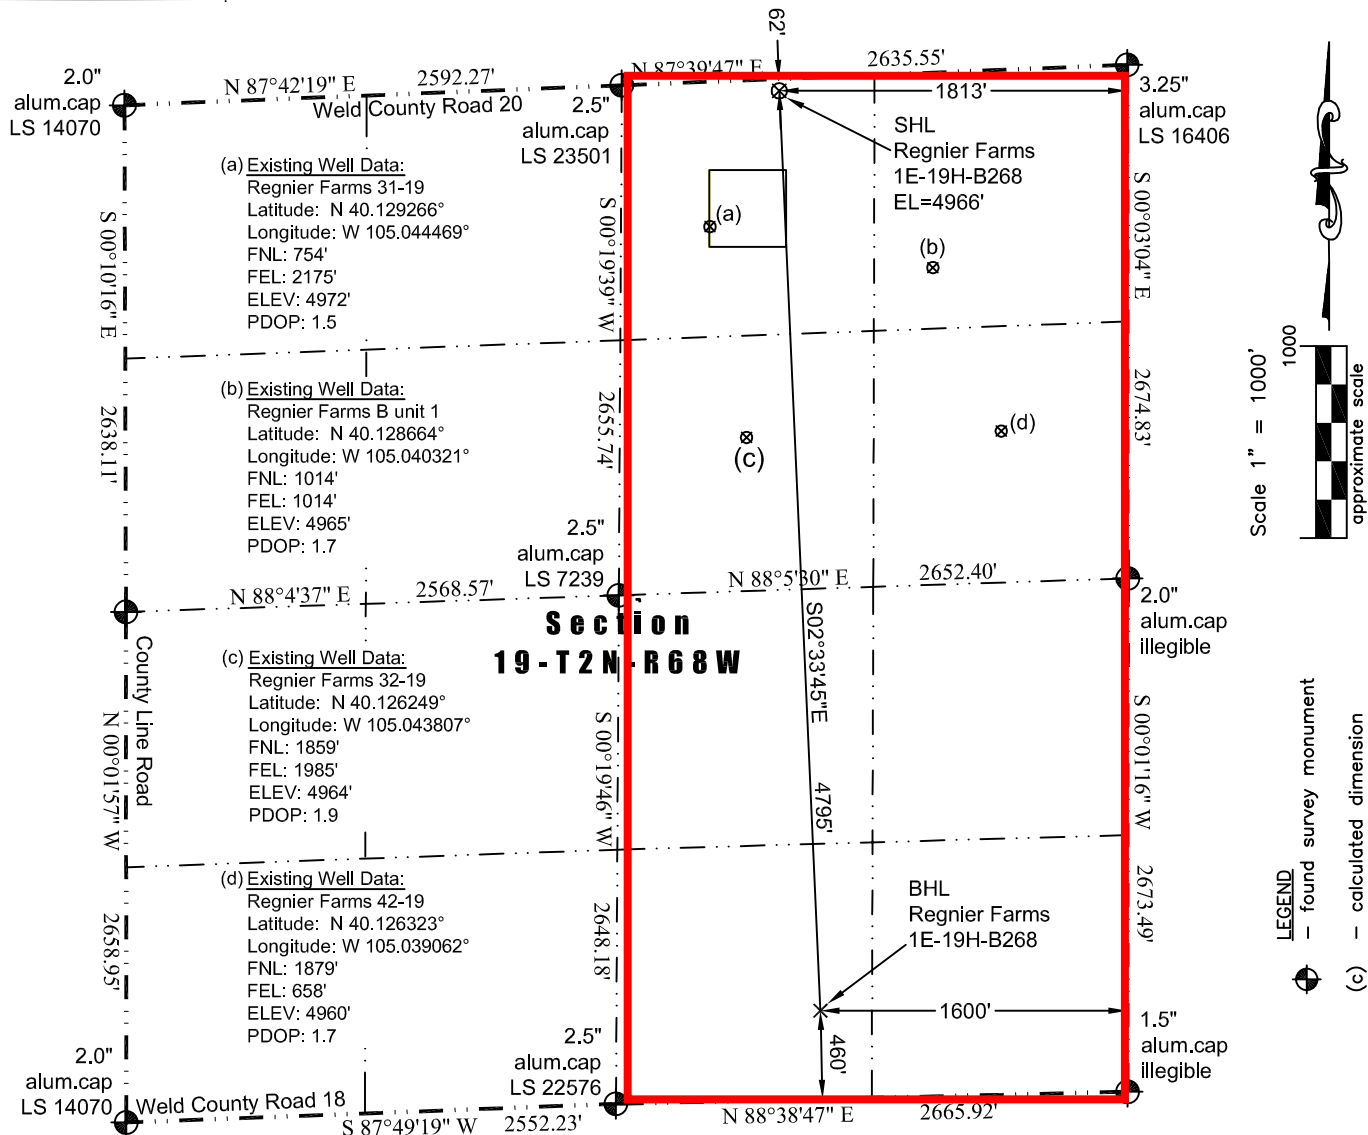 62'
2.0"
alum.cap
LS 14070
N 87°42'19" E
2592.27'
Weld County Road 20
2.5"
alum.cap
LS 23501
N 87°39'47" E
2635.55'
1813'
3.25"
alum.cap
LS 16406
SHL
Regnier Farms
1E-19H-B268
EL=4966'
(a) Existing Well Data:
Regnier Farms 31-19
Latitude: N 40.129266°
Longitude: W 105.044469°
FNL: 754'
FEL: 2175'
ELEV: 4972'
PDOP: 1.5
S 00°10'16" E
2638.11'
S 00°19'39" W
2655.74'
(a)
(b)
S 00°03'04" E
2674.83'
(b) Existing Well Data:
Regnier Farms B unit 1
Latitude: N 40.128664°
Longitude: W 105.040321°
FNL: 1014'
FEL: 1014'
ELEV: 4965'
PDOP: 1.7
(c)
(d)
Scale 1" = 1000'
1000
approximate scale
2.5"
alum.cap
LS 7239
N 88°4'37" E
2568.57'
N 88°5'30" E
2652.40'
2.0"
alum.cap
illegible
Section
19-T2N-R68W
S02°33'45"E
4795'
County Line Road
N 00°01'57" W
2658.95'
(c) Existing Well Data:
Regnier Farms 32-19
Latitude: N 40.126249°
Longitude: W 105.043807°
FNL: 1859'
FEL: 1985'
ELEV: 4964'
PDOP: 1.9
S 00°19'46" W
2648.18'
S 00°01'16" W
2673.49'
(d) Existing Well Data:
Regnier Farms 42-19
Latitude: N 40.126323°
Longitude: W 105.039062°
FNL: 1879'
FEL: 658'
ELEV: 4960'
PDOP: 1.7
BHL
Regnier Farms
1E-19H-B268
1600'
460'
LEGEND
- found survey monument
(c) - calculated dimension
2.0"
alum.cap
LS 14070
Weld County Road 18
S 87°49'19" W
2552.23'
2.5"
alum.cap
LS 22576
N 88°38'47" E
2665.92'
1.5"
alum.cap
illegible